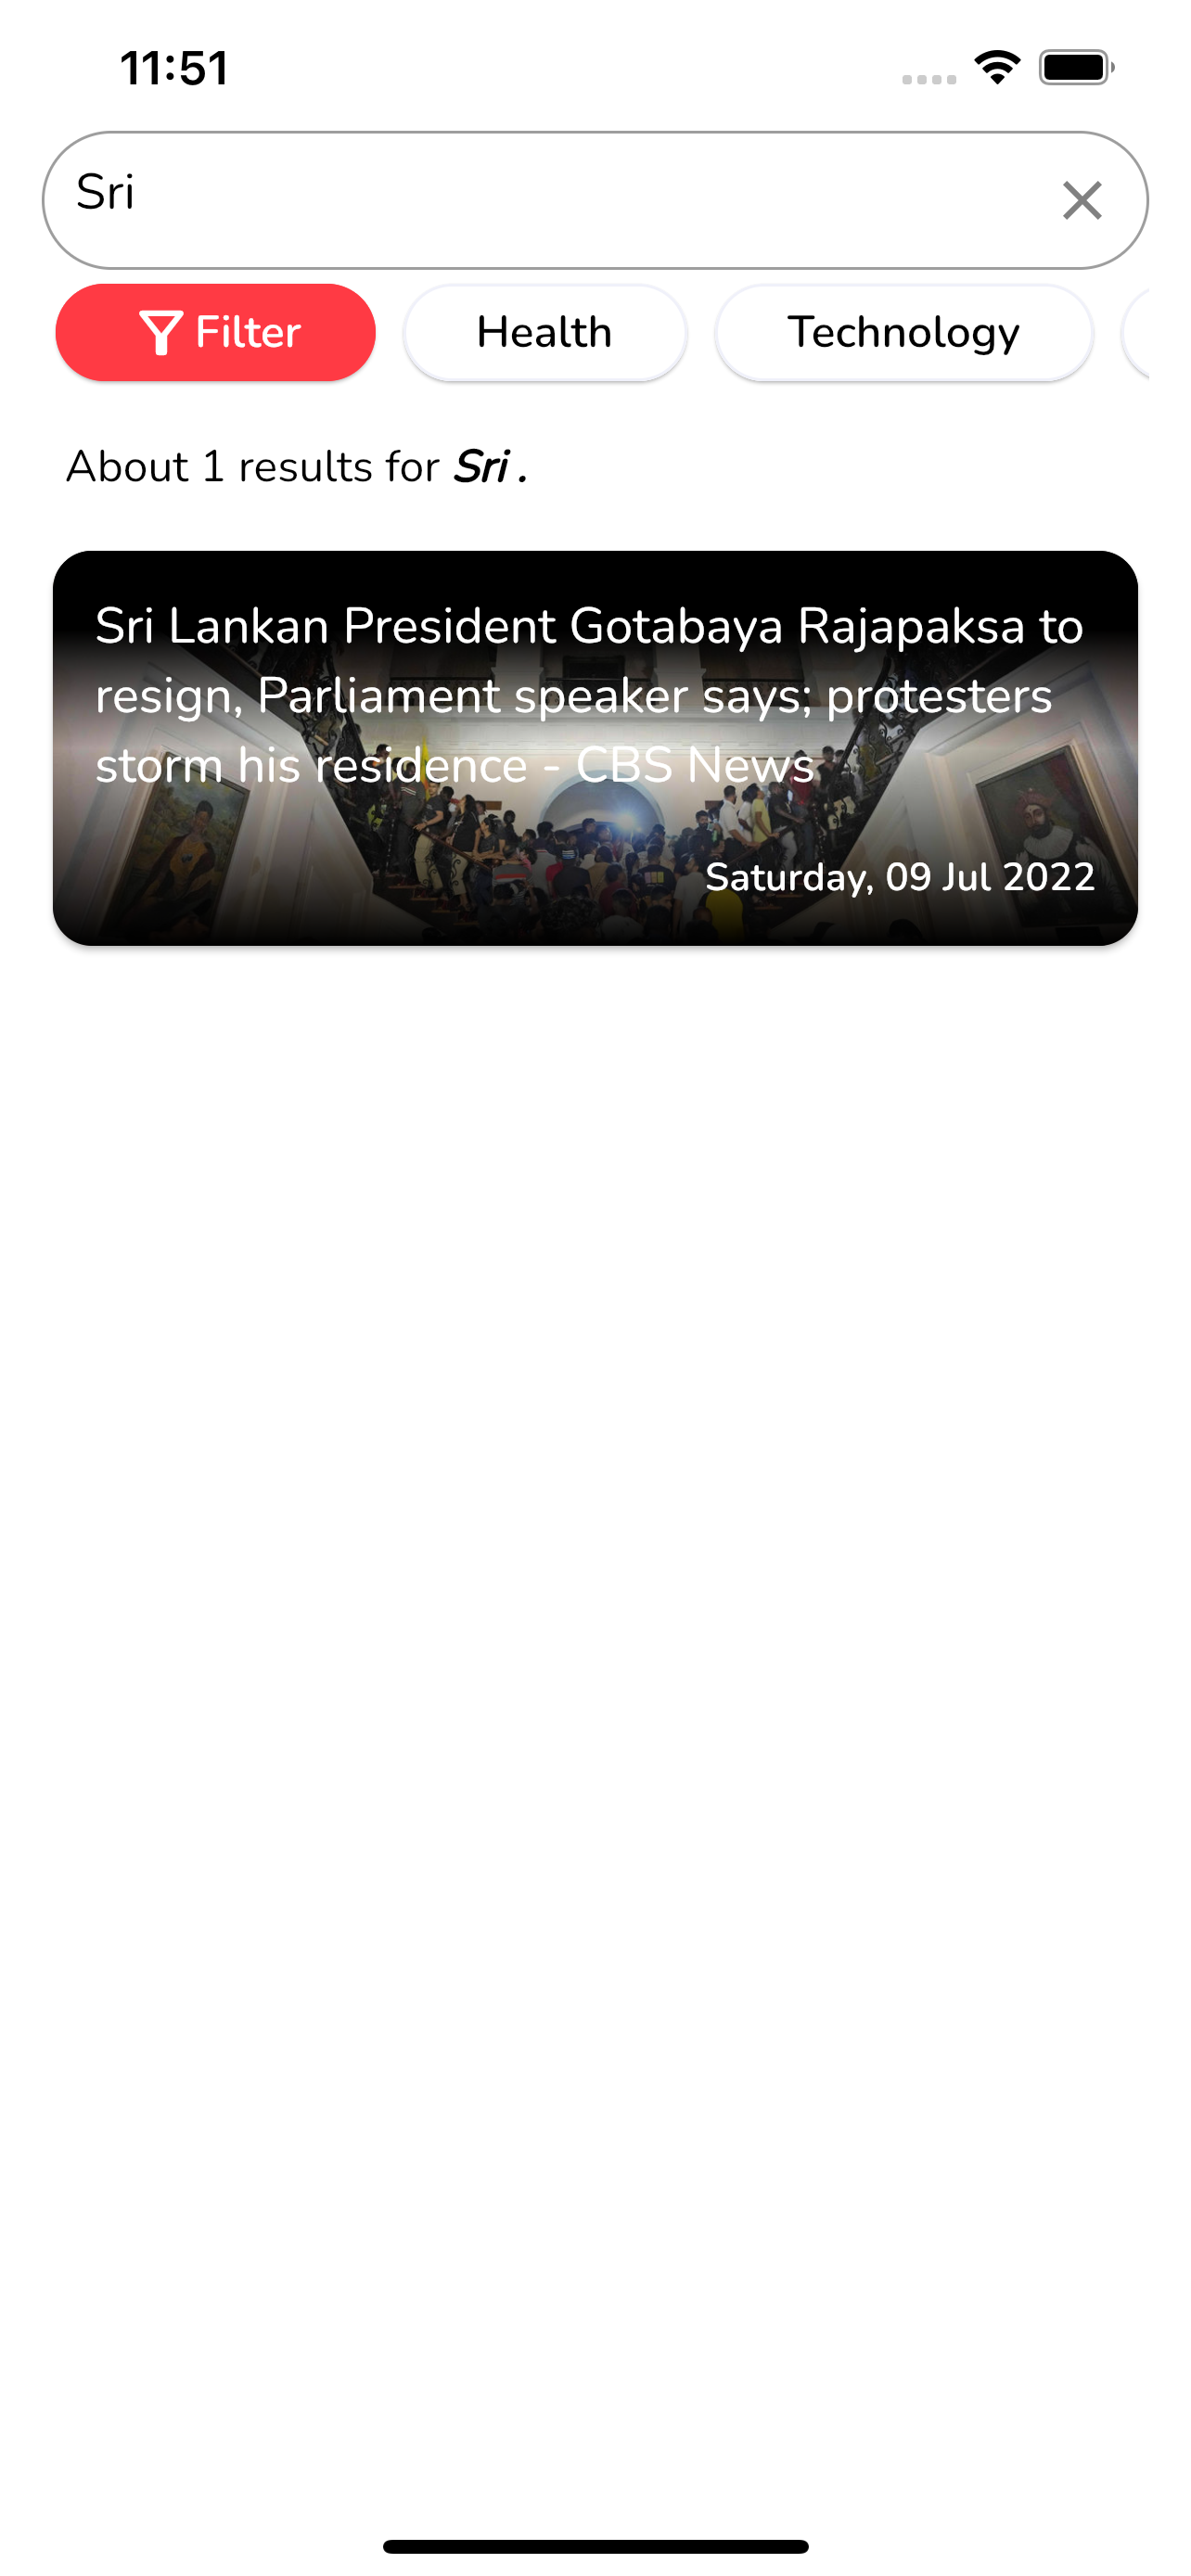 11:51
Sri
Filter
Health
Technology
About 1 results for Sri .
Sri Lankan President Gotabaya Rajapaksa to
resign, Parliament speaker says; protesters
storm his residence - CBS News
Saturday, 09 Jul 2022